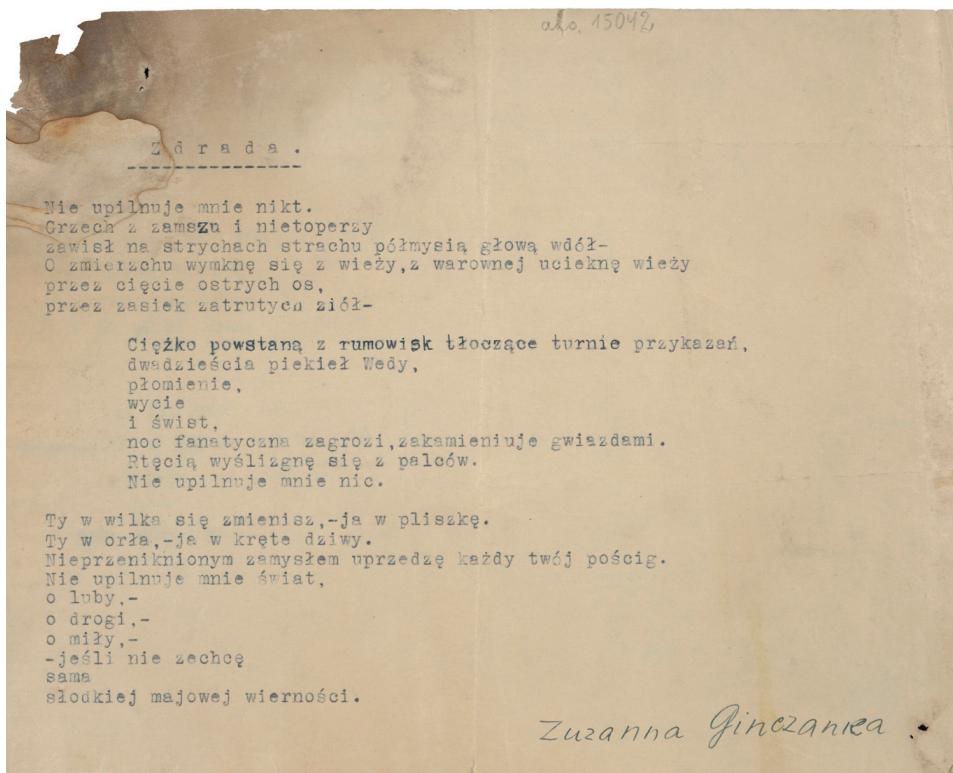 akc. 15042
Zdrada.
Nie upilnuje mnie nikt.
Grzech z zamszu i nietoperzy
zawisł na strychach strachu półmysią głową wdół-
O zmierzchu wymknę się z wieży,z warownej ucieknę wieży
przez cięcie ostrych os,
przez zasiek zatrutych ziół-
Ciężko powstaną z rumowisk tłoczące turnie przykazań,
dwadzieścia piekieł Wedy,
płomienie,
wycie
i świst,
noc fanatyczna zagrozi,zakamieniuje gwiazdami.
Rtęcią wyślizgnę się z palców.
Nie upilnuje mnie nic.
Ty w wilka się zmienisz,-ja w pliszkę.
Ty w orła,-ja w kręte dziwy.
Nieprzeniknionym zamysłem uprzedzę każdy twój pościg.
Nie upilnuje mnie świat,
o luby,-
o drogi,-
o miły,-
-jeśli nie zechcę
sama
słodkiej majowej wierności.
Zuzanna Ginczanka